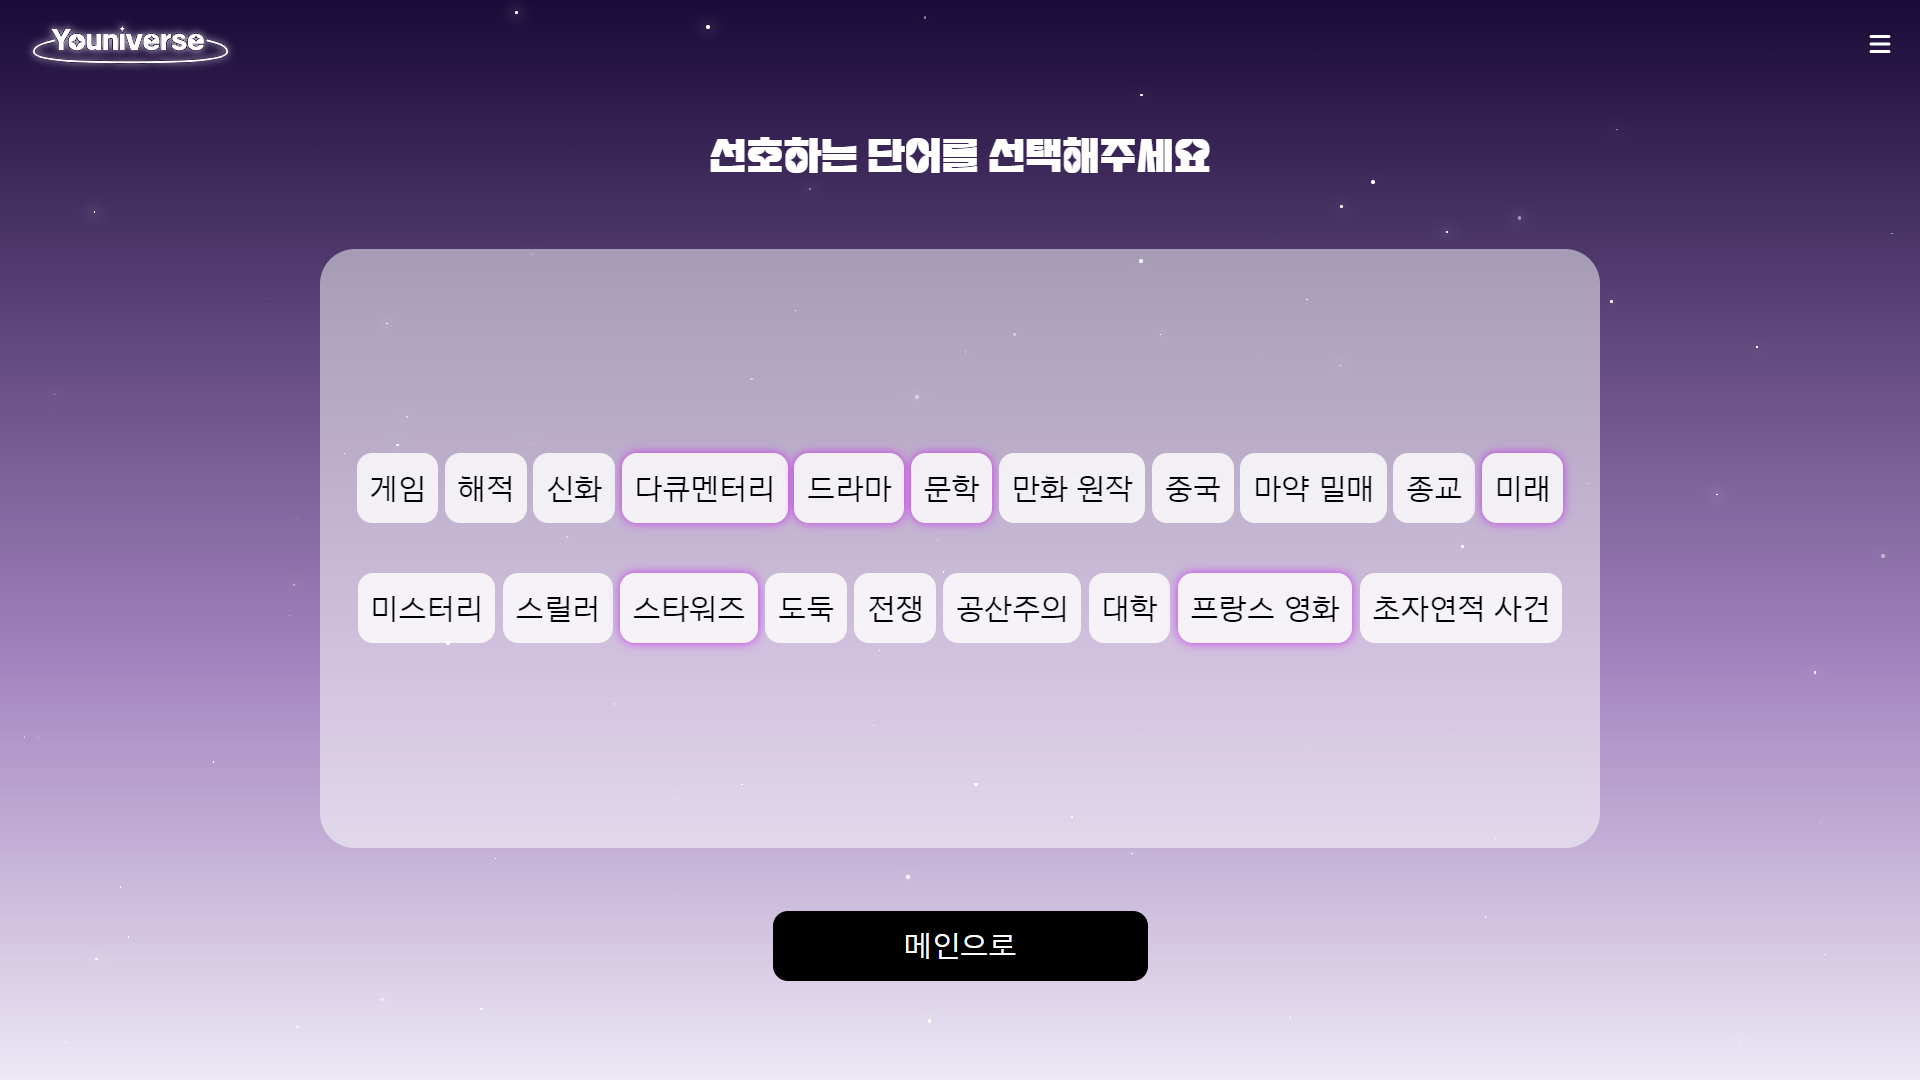 Youniverse
선호하는 단어를 선택해주세요
게임 해적 신화 다큐멘터리 드라마 문학 만화 원작 중국 마약 밀매 종교 미래
미스터리 스릴러 스타워즈 도둑 전쟁 공산주의 대학 프랑스 영화 초자연적 사건
메인으로